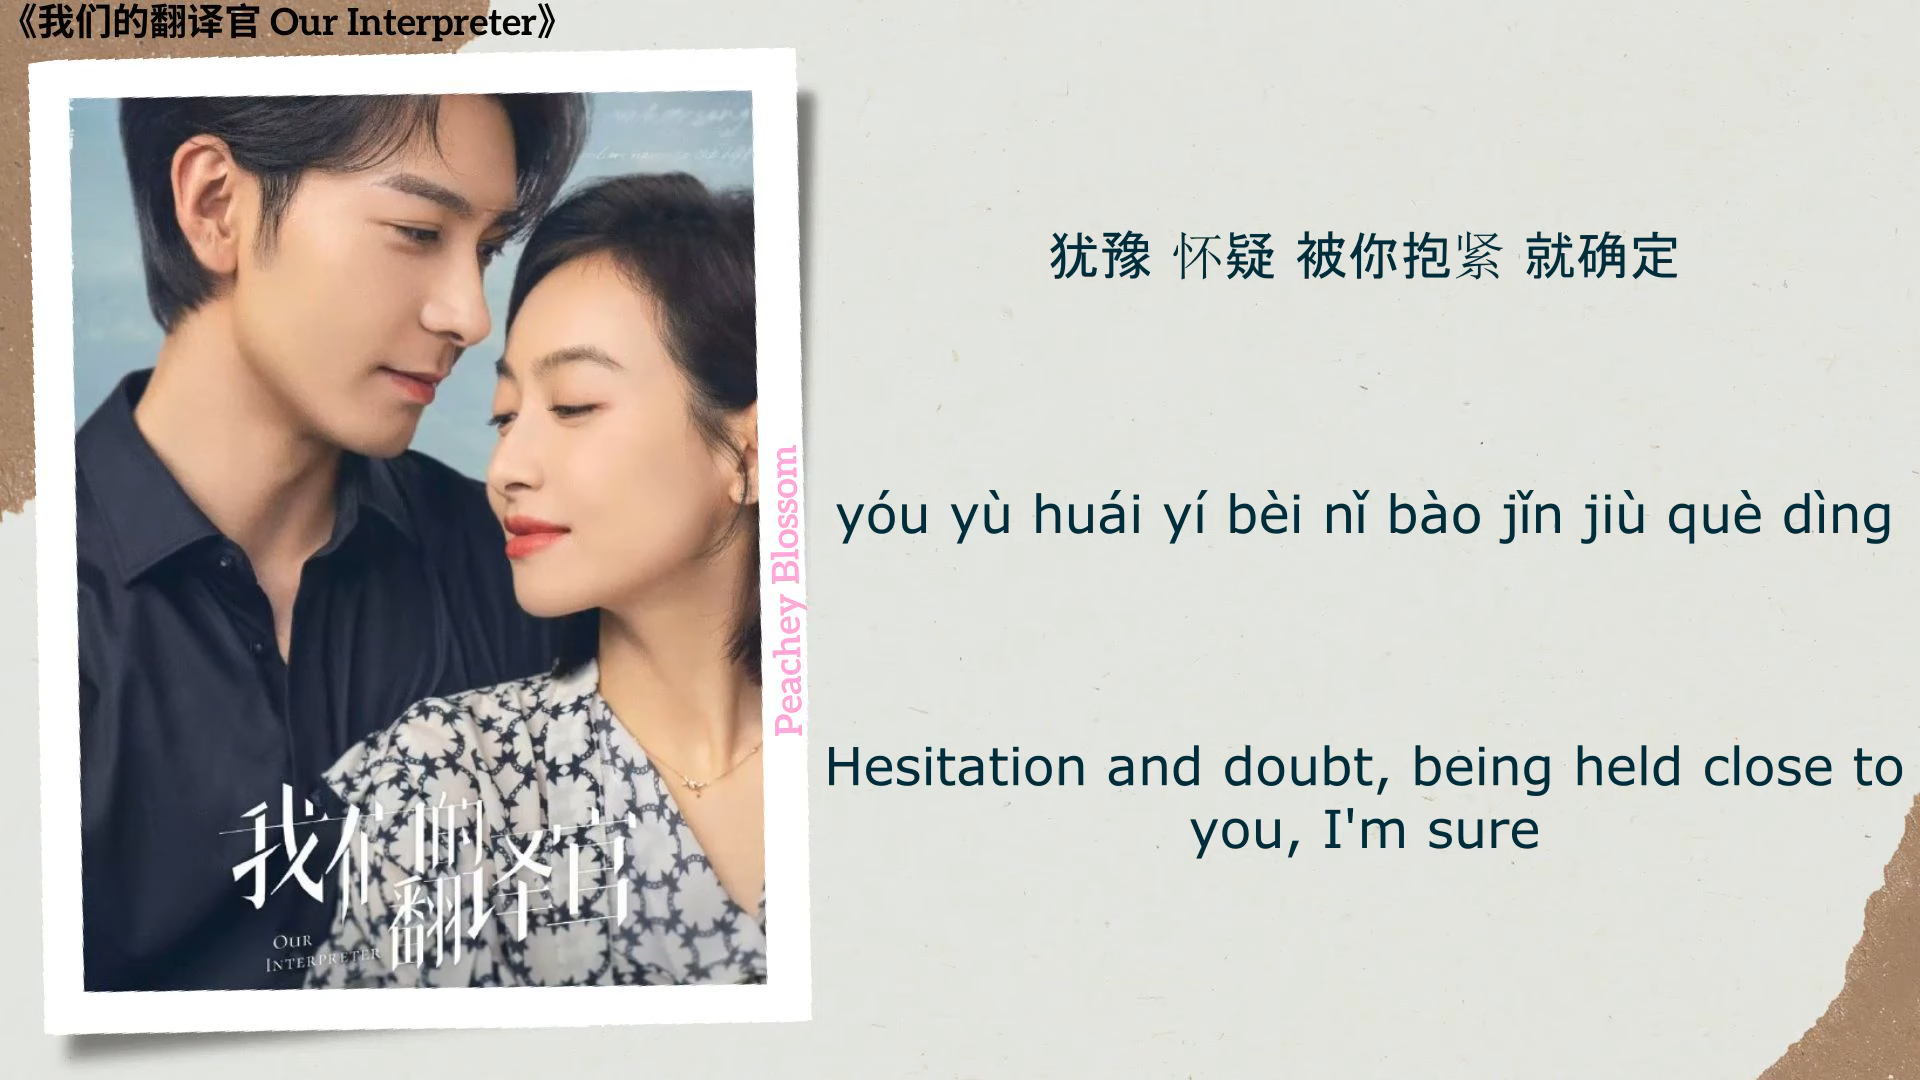 《我们的翻译官 Our Interpreter》
犹豫 怀疑 被你抱紧 就确定
yóu yù huái yí bèi nǐ bào jǐn jiù què dìng
Hesitation and doubt, being held close to
you, I'm sure
Peachey Blossom
我们的
翻译官
OUR
INTERPRETER